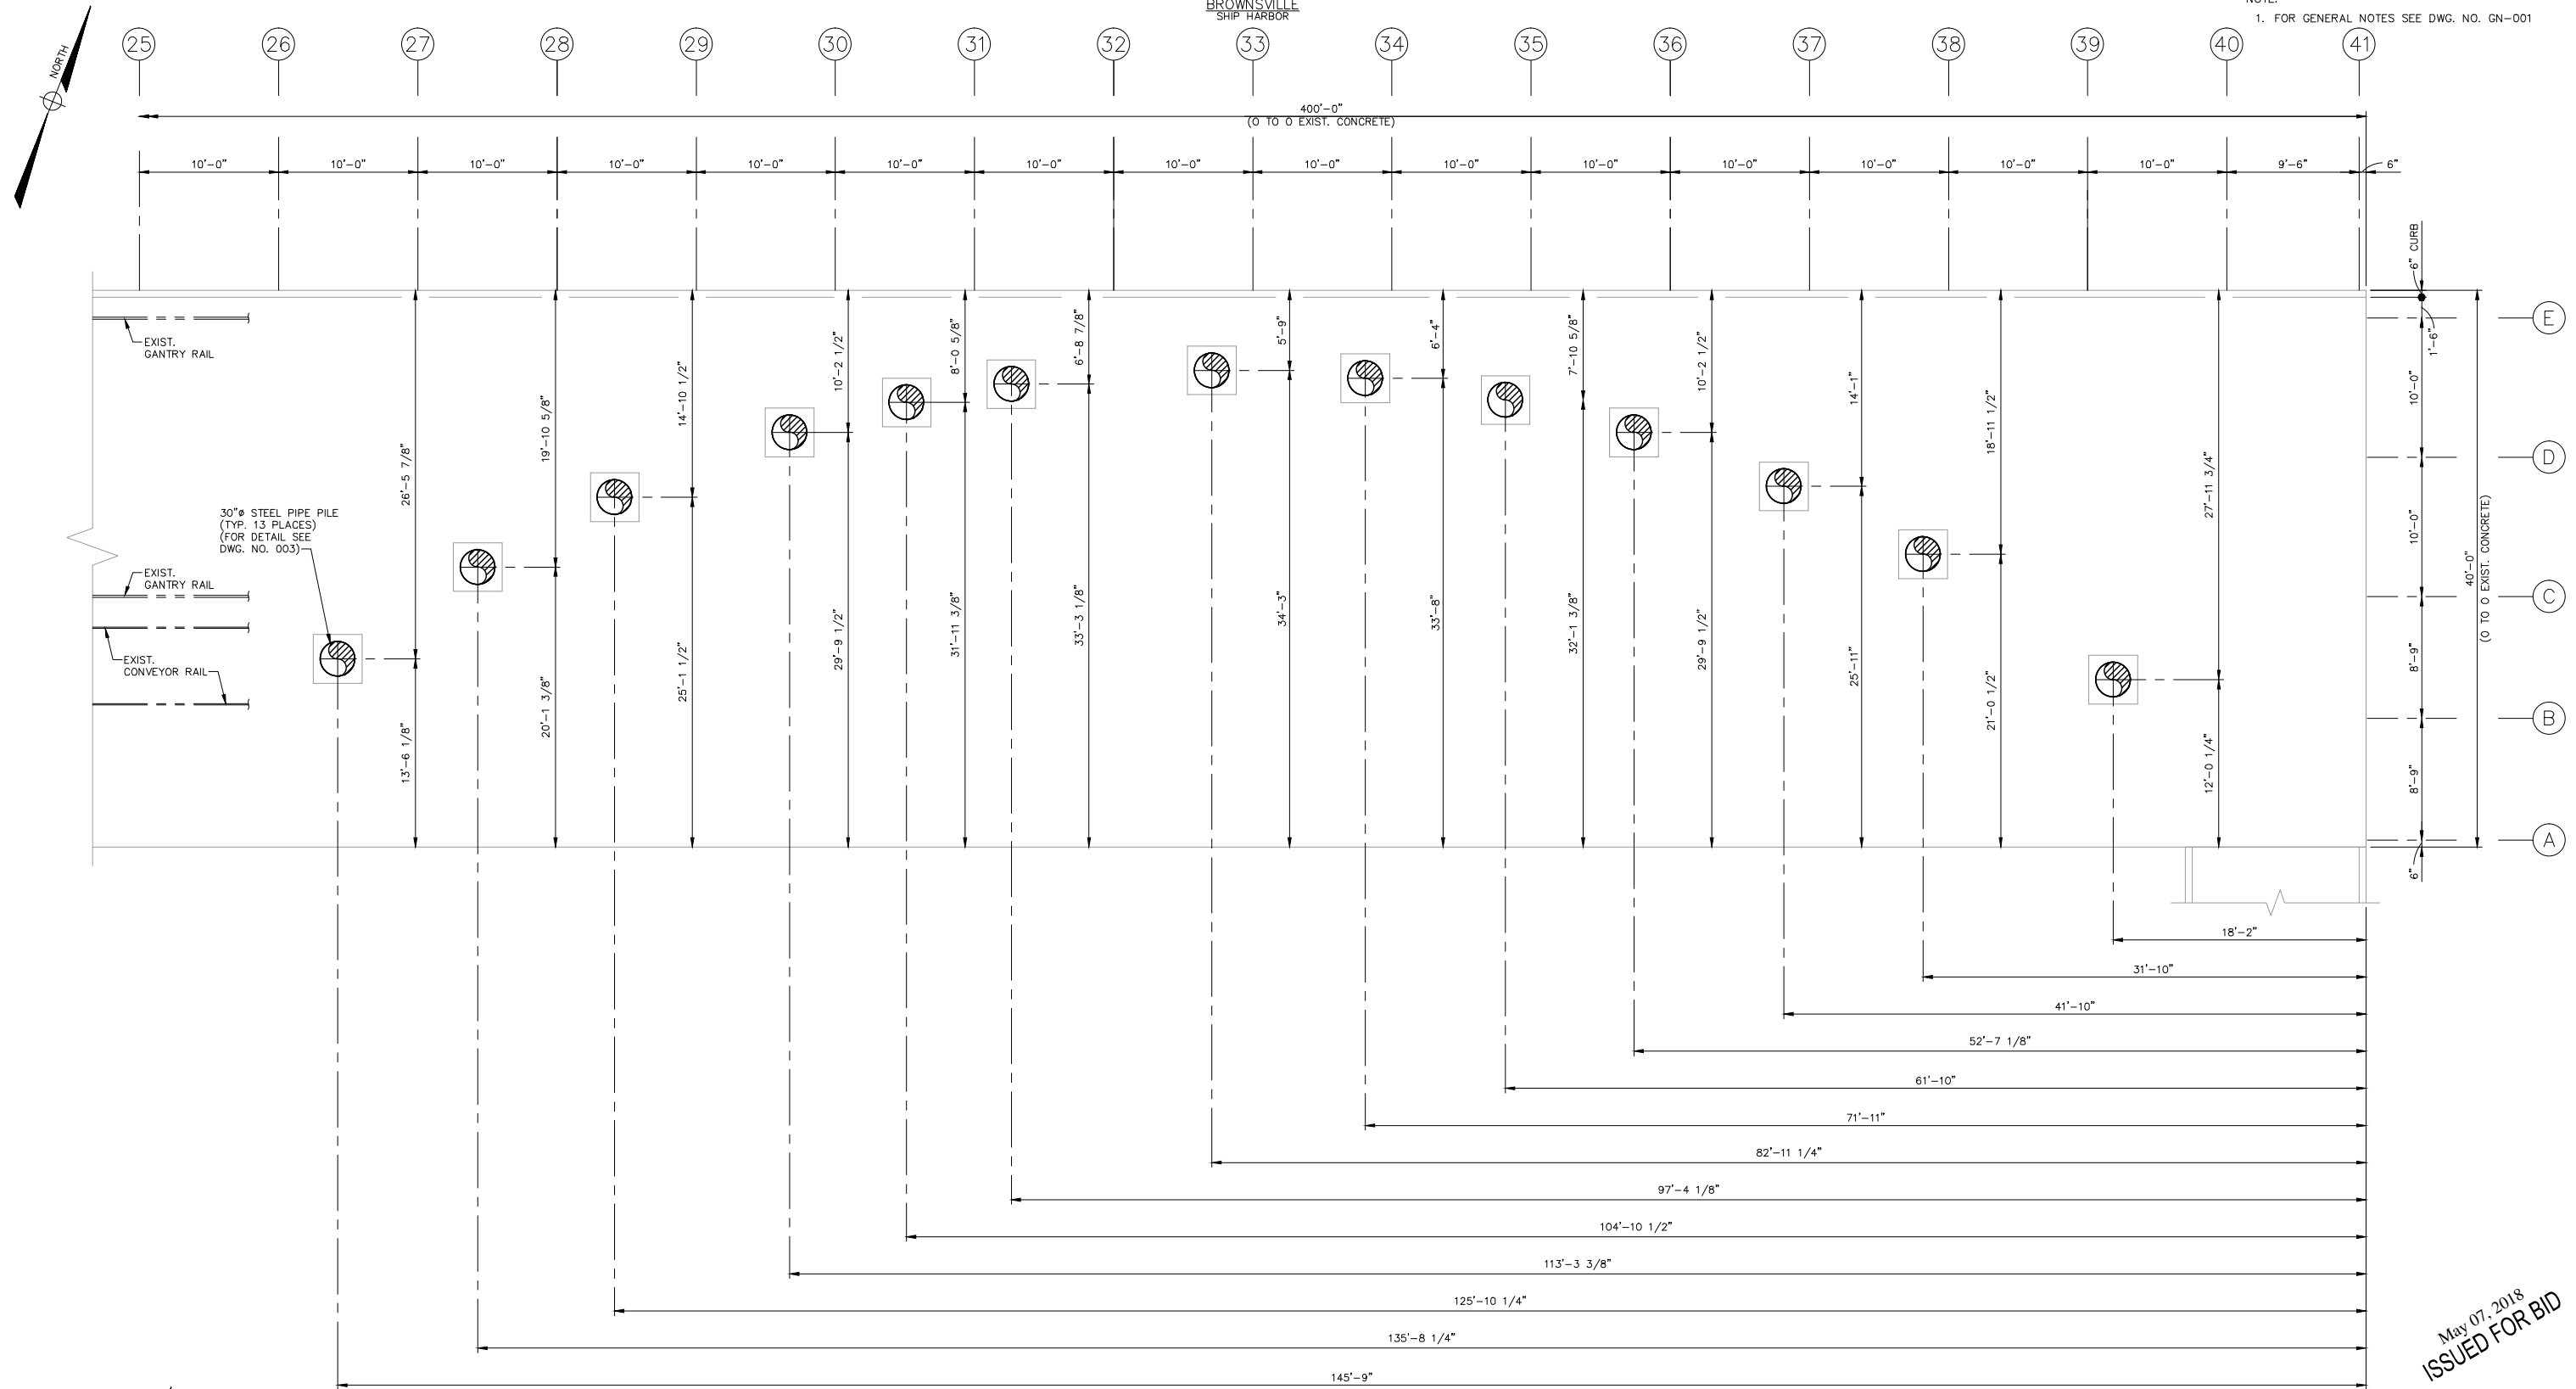 BROWNSVILLE
SHIP HARBOR
NOTE:
1. FOR GENERAL NOTES SEE DWG. NO. GN-001
NORTH
25 26 27 28 29 30 31 32 33 34 35 36 37 38 39 40 41
400'-0"
(O TO O EXIST. CONCRETE)
10'-0" 10'-0" 10'-0" 10'-0" 10'-0" 10'-0" 10'-0" 10'-0" 10'-0" 10'-0" 10'-0" 10'-0" 10'-0" 10'-0" 10'-0" 9'-6" 6"
6" CURB
1'-6"
10'-0"
10'-0"
8'-9"
8'-9"
6"
40'-0"
(O TO O EXIST. CONCRETE)
E
D
C
B
A
EXIST.
GANTRY RAIL
30"ø STEEL PIPE PILE
(TYP. 13 PLACES)
(FOR DETAIL SEE
DWG. NO. 003)
EXIST.
GANTRY RAIL
EXIST.
CONVEYOR RAIL
26'-5 7/8"
13'-6 1/8"
19'-10 5/8"
20'-1 3/8"
14'-10 1/2"
25'-1 1/2"
10'-2 1/2"
29'-9 1/2"
8'-0 5/8"
31'-11 3/8"
6'-8 7/8"
33'-3 1/8"
5'-9"
34'-3"
6'-4"
33'-8"
7'-10 5/8"
32'-1 3/8"
10'-2 1/2"
29'-9 1/2"
14'-1"
25'-11"
18'-11 1/2"
21'-0 1/2"
27'-11 3/4"
12'-0 1/4"
18'-2"
31'-10"
41'-10"
52'-7 1/8"
61'-10"
71'-11"
82'-11 1/4"
97'-4 1/8"
104'-10 1/2"
113'-3 3/8"
125'-10 1/4"
135'-8 1/4"
145'-9"
May 07, 2018
ISSUED FOR BID